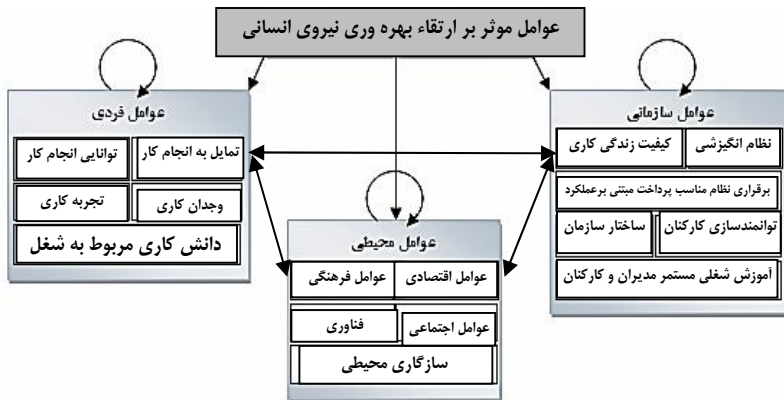 عوامل موثر بر ارتقاء بهره وری نیروی انسانی
عوامل سازمانی
نظام انگیزشی
کیفیت زندگی کاری
برقراری نظام مناسب پرداخت مبتنی برعملکرد
توانمندسازی کارکنان
ساختار سازمان
آموزش شغلی مستمر مدیران و کارکنان
عوامل فردی
تمایل به انجام کار
توانایی انجام کار
وجدان کاری
تجربه کاری
دانش کاری مربوط به شغل
عوامل محیطی
عوامل اقتصادی
عوامل فرهنگی
عوامل اجتماعی
فناوری
سازگاری محیطی